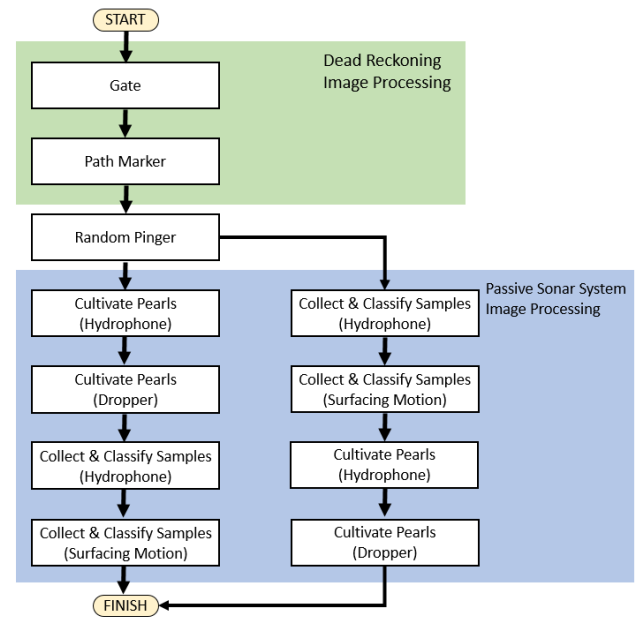 START
Dead Reckoning
Image Processing
Gate
Path Marker
Random Pinger
Passive Sonar System
Image Processing
Cultivate Pearls
(Hydrophone)
Cultivate Pearls
(Dropper)
Collect & Classify Samples
(Hydrophone)
Collect & Classify Samples
(Surfacing Motion)
Collect & Classify Samples
(Hydrophone)
Collect & Classify Samples
(Surfacing Motion)
Cultivate Pearls
(Hydrophone)
Cultivate Pearls
(Dropper)
FINISH